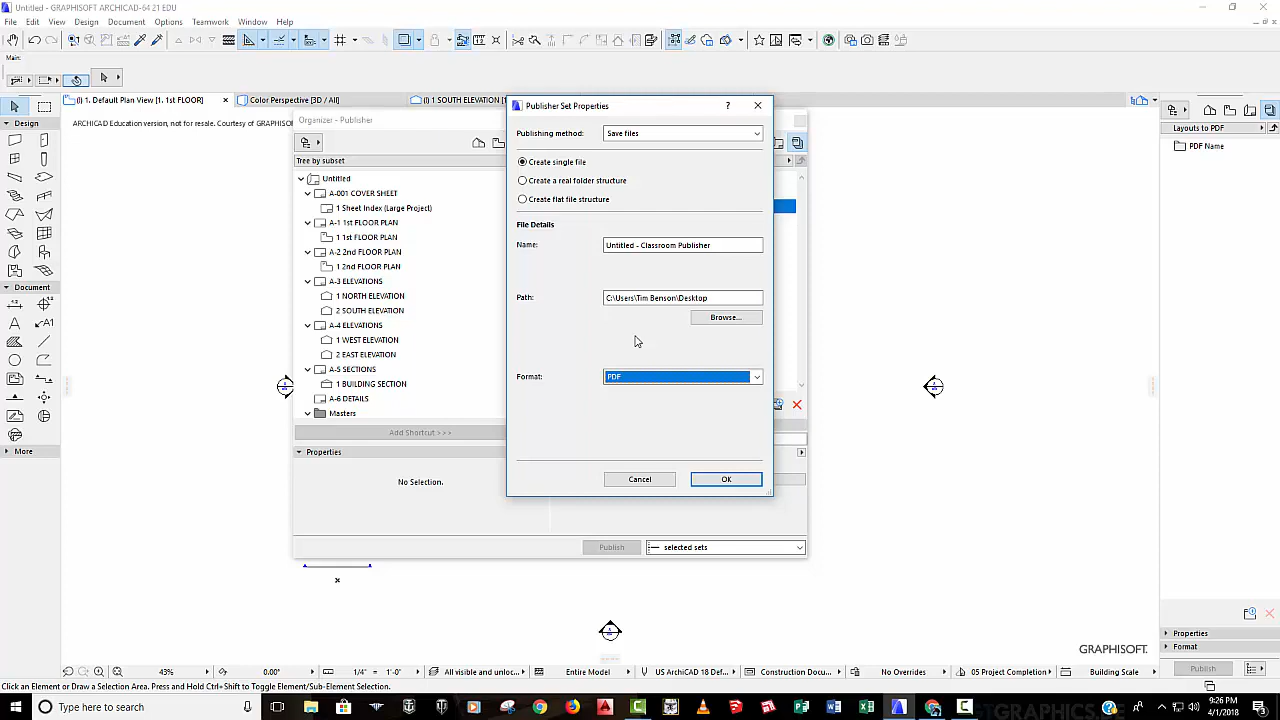 Untitled - GRAPHISOFT ARCHICAD-64 21 EDU
File Edit View Design Document Options Teamwork Window Help
Main:
(!) 1. Default Plan View [1. 1st FLOOR]
Color Perspective [3D / All]
(!) 1 SOUTH ELEVATION [
ARCHICAD Education version, not for resale. Courtesy of GRAPHISO
Design
Document
More
Organizer - Publisher
Tree by subset
Untitled
A-001 COVER SHEET
1 Sheet Index (Large Project)
A-1 1st FLOOR PLAN
1 1st FLOOR PLAN
A-2 2nd FLOOR PLAN
1 2nd FLOOR PLAN
A-3 ELEVATIONS
1 NORTH ELEVATION
2 SOUTH ELEVATION
A-4 ELEVATIONS
1 WEST ELEVATION
2 EAST ELEVATION
A-5 SECTIONS
1 BUILDING SECTION
A-6 DETAILS
Masters
Add Shortcut >>>
Properties
No Selection.
Publish
selected sets
Publisher Set Properties
?
Publishing method:
Save files
Create single file
Create a real folder structure
Create flat file structure
File Details
Name:
Untitled - Classroom Publisher
Path:
C:\Users\Tim Benson\Desktop
Browse...
Format:
PDF
Cancel
OK
Layouts to PDF
PDF Name
Properties
Format
Publish
GRAPHISOFT.
43%
0.00°
1/4" = 1'-0"
All visible and unl...
Entire Model
US ArchiCAD 18 Def...
Construction Docu...
No Overrides
05 Project Completion
Building Scale
Click an Element or Draw a Selection Area. Press and Hold Ctrl+Shift to Toggle Element/Sub-Element Selection.
Type here to search
9:26 PM
4/1/2018